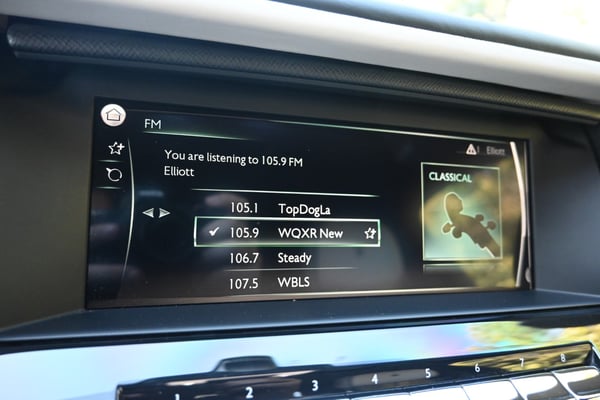 FM
Elliott
You are listening to 105.9 FM
Elliott
CLASSICAL
105.1 TopDogLa
105.9 WQXR New
106.7 Steady
107.5 WBLS
1 2 3 4 5 6 7 8